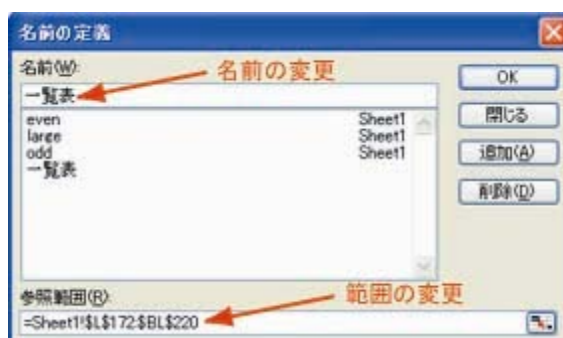 名前の定義
名前(W):
名前の変更
OK
一覧表
閉じる
even Sheet1
large Sheet1
odd Sheet1
追加(A)
一覧表
削除(D)
参照範囲(R):
範囲の変更
=Sheet1!$L$172:$BL$220